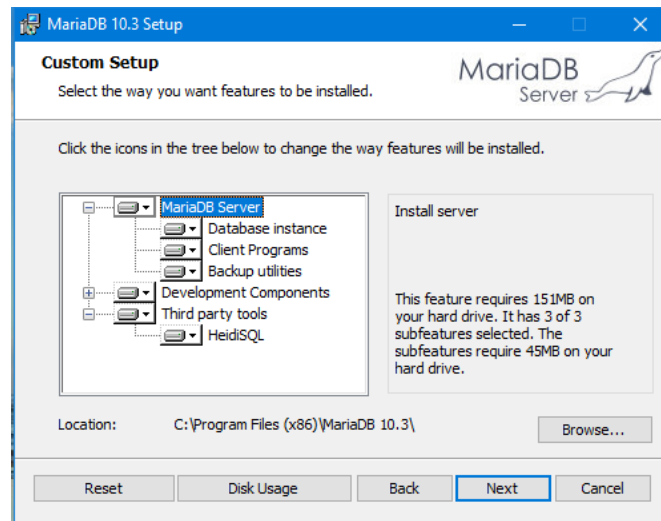 MariaDB 10.3 Setup
Custom Setup
Select the way you want features to be installed.
MariaDB
Server
Click the icons in the tree below to change the way features will be installed.
MariaDB Server
Database instance
Client Programs
Backup utilities
Development Components
Third party tools
HeidiSQL
Install server
This feature requires 151MB on
your hard drive. It has 3 of 3
subfeatures selected. The
subfeatures require 45MB on your
hard drive.
Location: C:\Program Files (x86)\MariaDB 10.3\
Browse...
Reset Disk Usage Back Next Cancel